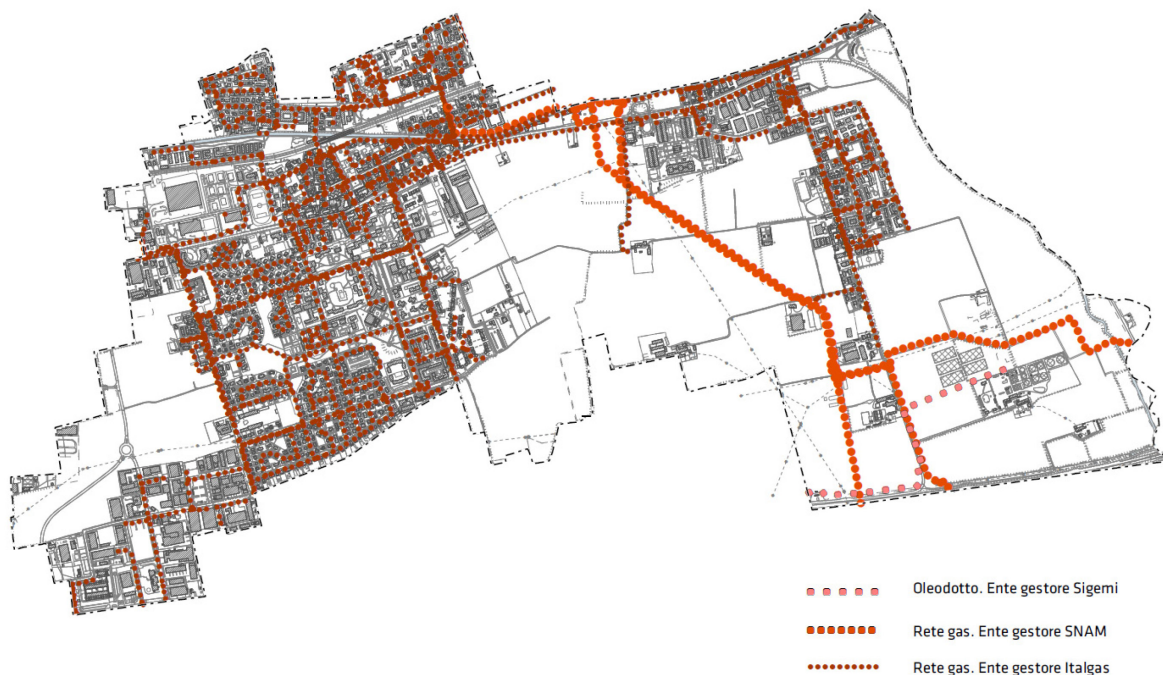 Oleodotto. Ente gestore Sigemi
Rete gas. Ente gestore SNAM
Rete gas. Ente gestore Italgas